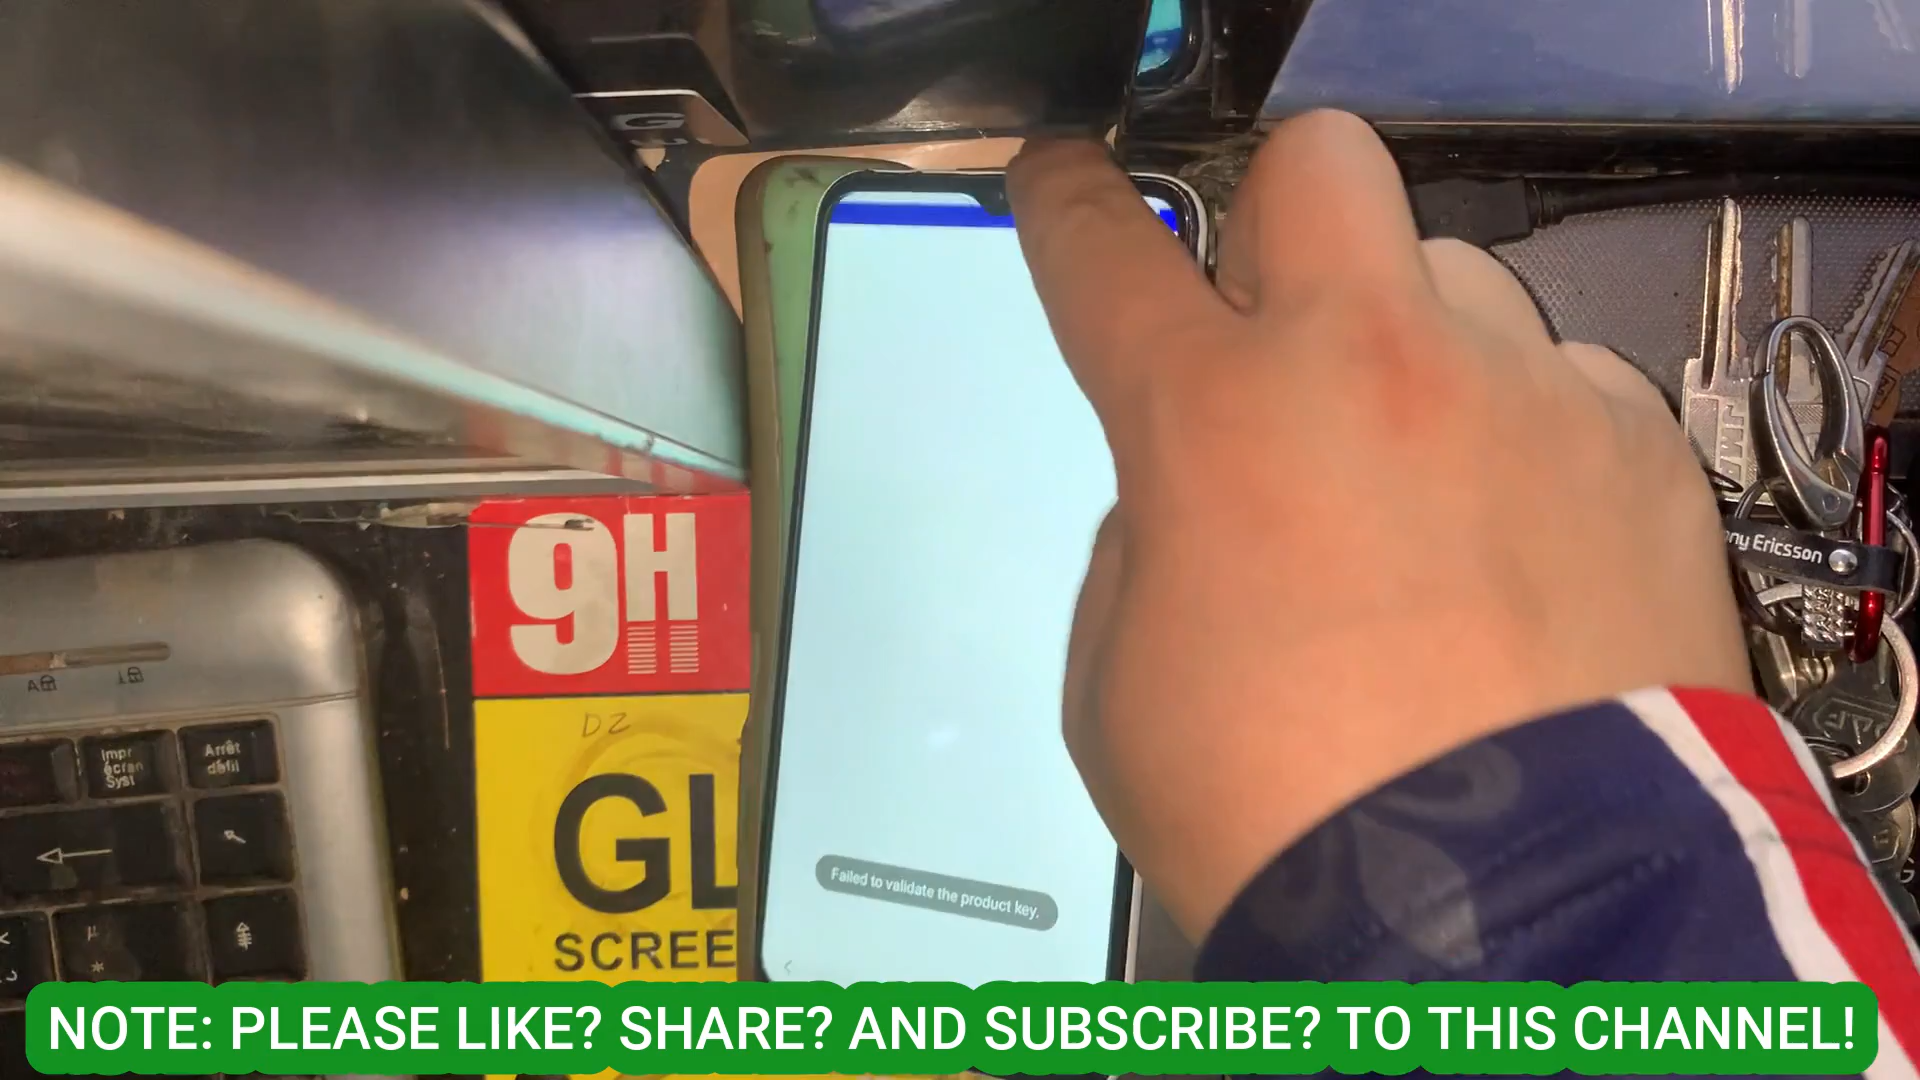 G
9H
DZ
GL
SCREE
Impr
écran
Syst
Arrêt
défil
A
1
µ
*
ny Ericsson
Failed to validate the product key.
NOTE: PLEASE LIKE? SHARE? AND SUBSCRIBE? TO THIS CHANNEL!